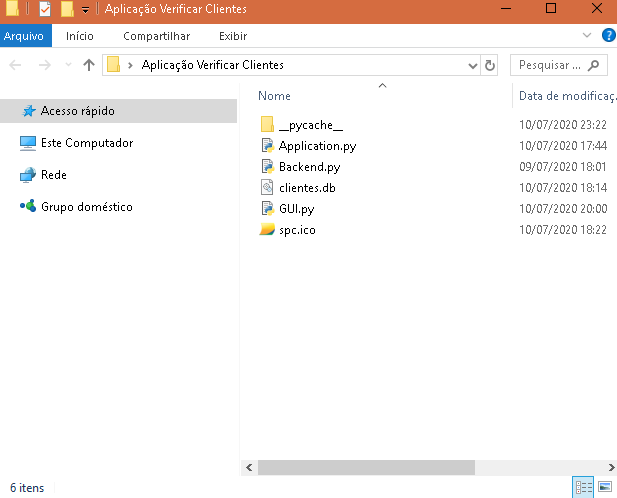 Aplicação Verificar Clientes
Arquivo Início Compartilhar Exibir
Aplicação Verificar Clientes Pesquisar ...
Acesso rápido
Este Computador
Rede
Grupo doméstico
Nome Data de modificaç
__pycache__ 10/07/2020 23:22
Application.py 10/07/2020 17:44
Backend.py 09/07/2020 18:01
clientes.db 10/07/2020 18:14
GUI.py 10/07/2020 20:00
spc.ico 10/07/2020 18:22
6 itens